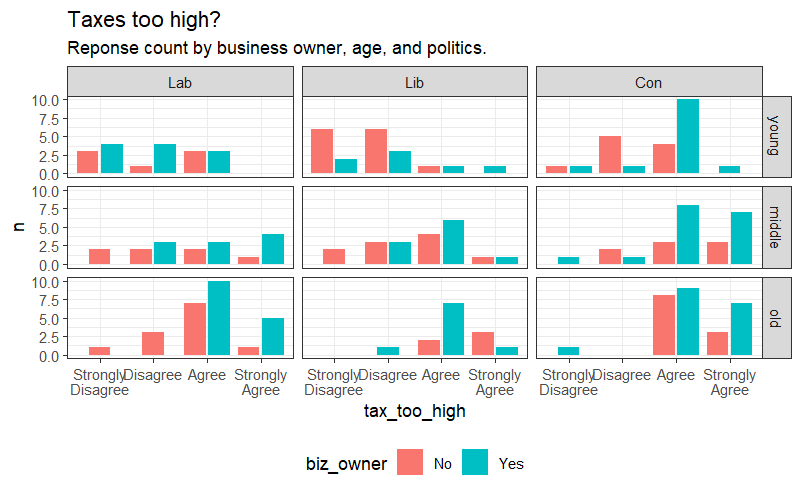 Taxes too high?
Reponse count by business owner, age, and politics.
Lab Lib Con
10.0
7.5
5.0
2.5
0.0
young
10.0
7.5
5.0
2.5
0.0
middle
10.0
7.5
5.0
2.5
0.0
old
n
Strongly Disagree Disagree Agree Strongly Agree
Strongly Disagree Disagree Agree Strongly Agree
Strongly Disagree Disagree Agree Strongly Agree
tax_too_high
biz_owner No Yes